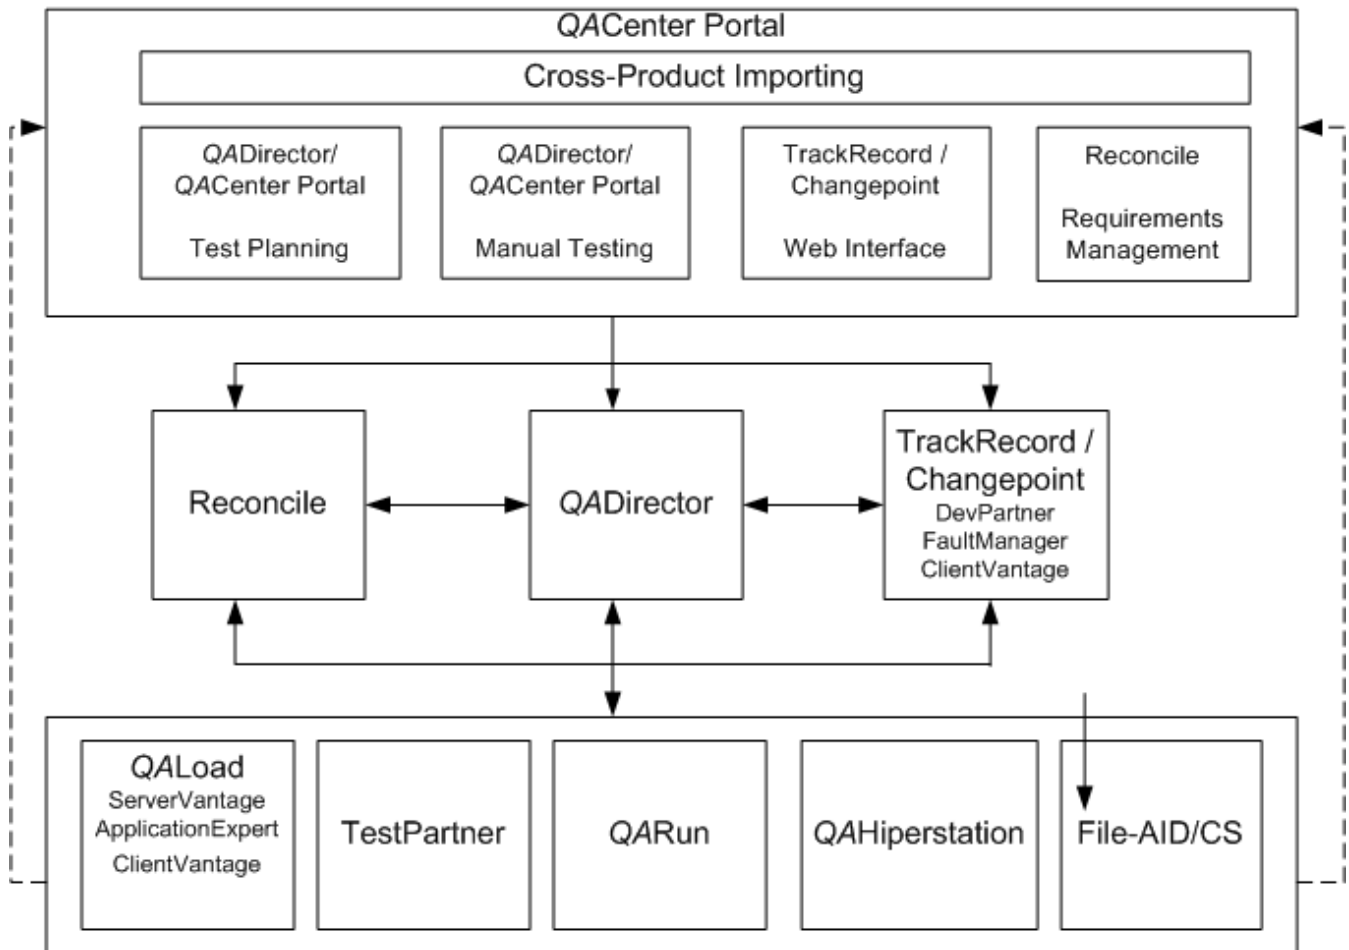 QACenter Portal
Cross-Product Importing
QADirector/
QACenter Portal
Test Planning
QADirector/
QACenter Portal
Manual Testing
TrackRecord /
Changepoint
Web Interface
Reconcile
Requirements
Management
Reconcile
QADirector
TrackRecord /
Changepoint
DevPartner
FaultManager
ClientVantage
QALoad
ServerVantage
ApplicationExpert
ClientVantage
TestPartner
QARun
QAHiperstation
File-AID/CS